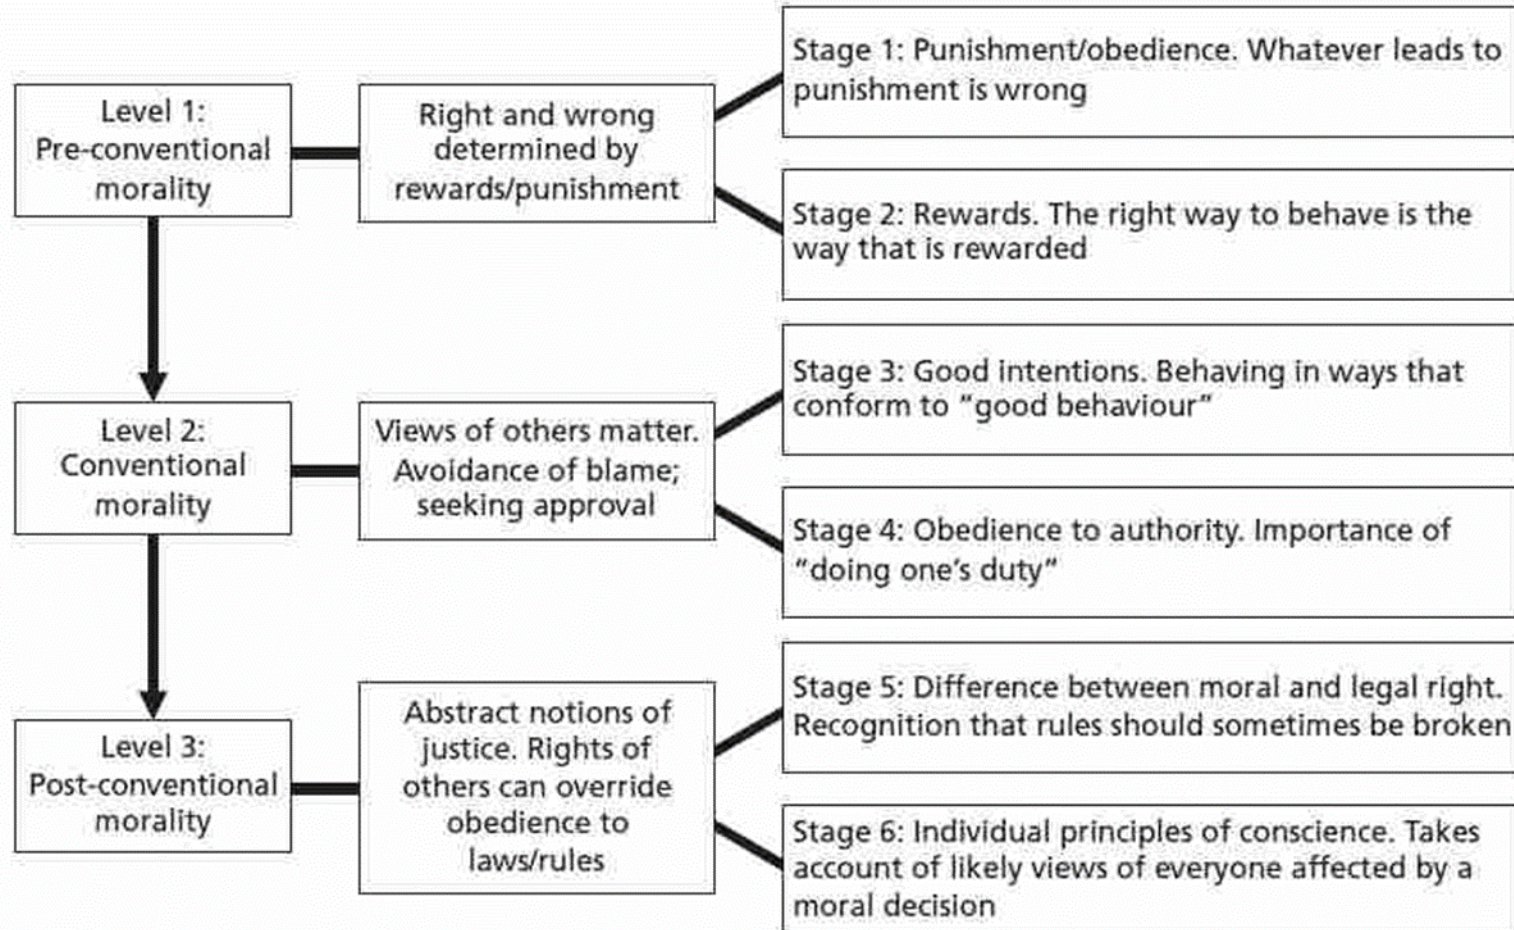 Level 1:
Pre-conventional
morality
Right and wrong
determined by
rewards/punishment
Stage 1: Punishment/obedience. Whatever leads to
punishment is wrong
Stage 2: Rewards. The right way to behave is the
way that is rewarded
Level 2:
Conventional
morality
Views of others matter.
Avoidance of blame;
seeking approval
Stage 3: Good intentions. Behaving in ways that
conform to “good behaviour”
Stage 4: Obedience to authority. Importance of
“doing one’s duty”
Level 3:
Post-conventional
morality
Abstract notions of
justice. Rights of
others can override
obedience to
laws/rules
Stage 5: Difference between moral and legal right.
Recognition that rules should sometimes be broken
Stage 6: Individual principles of conscience. Takes
account of likely views of everyone affected by a
moral decision